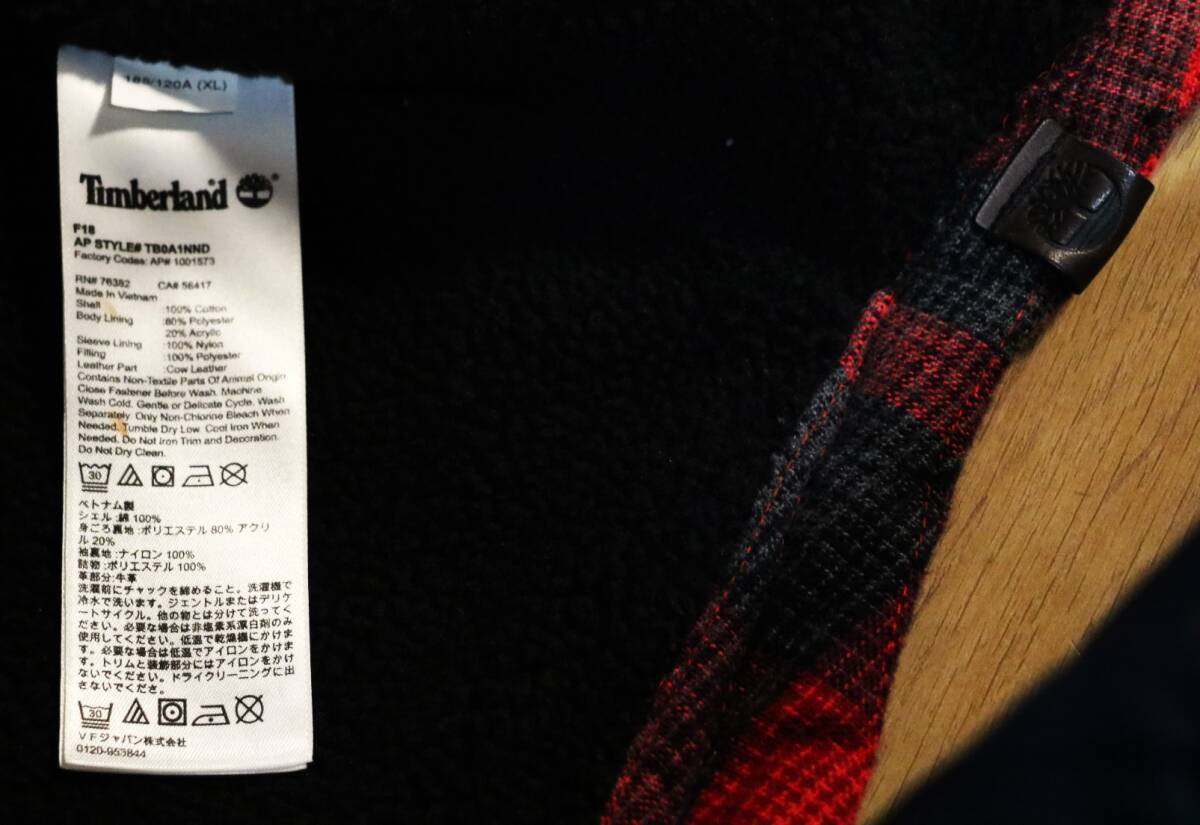 185/120A (XL)
Timberland
F18
AP STYLE# TB0A1NND
Factory Codes: AP# 1001573
RN# 76382 CA# 56417
Made In Vietnam
Shell :100% Cotton
Body Lining :80% Polyester
20% Acrylic
Sleeve Lining :100% Nylon
Filling :100% Polyester
Leather Part :Cow Leather
Contains Non-Textile Parts Of Animal Origin
Close Fastener Before Wash. Machine
Wash Cold. Gentle or Delicate Cycle. Wash
Separately. Only Non-Chlorine Bleach When
Needed. Tumble Dry Low. Cool Iron When
Needed. Do Not Iron Trim and Decoration.
Do Not Dry Clean.
30
ベトナム製
シェル:綿 100%
身ごろ裏地:ポリエステル 80% アクリ
ル 20%
袖裏地:ナイロン 100%
詰物:ポリエステル 100%
革部分:牛革
洗濯前にチャックを締めること。洗濯機で
冷水で洗います。ジェントルまたはデリケ
ートサイクル。他の物とは分けて洗ってく
ださい。必要な場合は非塩素系漂白剤のみ
使用してください。低温で乾燥機にかけま
す。必要な場合は低温でアイロンをかけま
す。トリムと装飾部分にはアイロンをかけ
ないでください。ドライクリーニングに出
さないでくださ。
30
VFジャパン株式会社
0120-953844